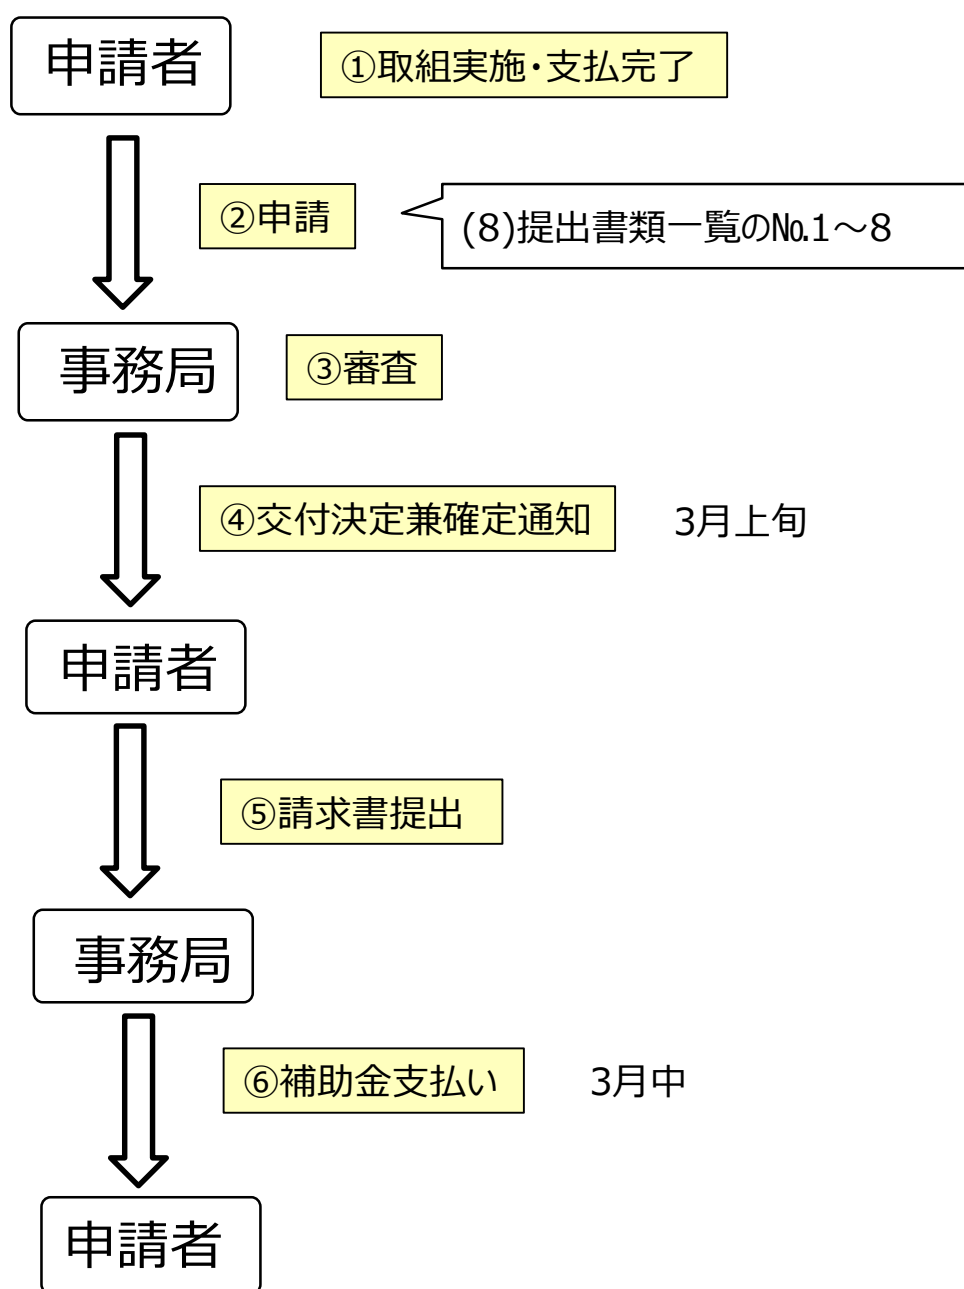 申請者
①取組実施・支払完了
②申請
(8)提出書類一覧の№1～8
事務局
③審査
④交付決定兼確定通知
3月上旬
申請者
⑤請求書提出
事務局
⑥補助金支払い
3月中
申請者